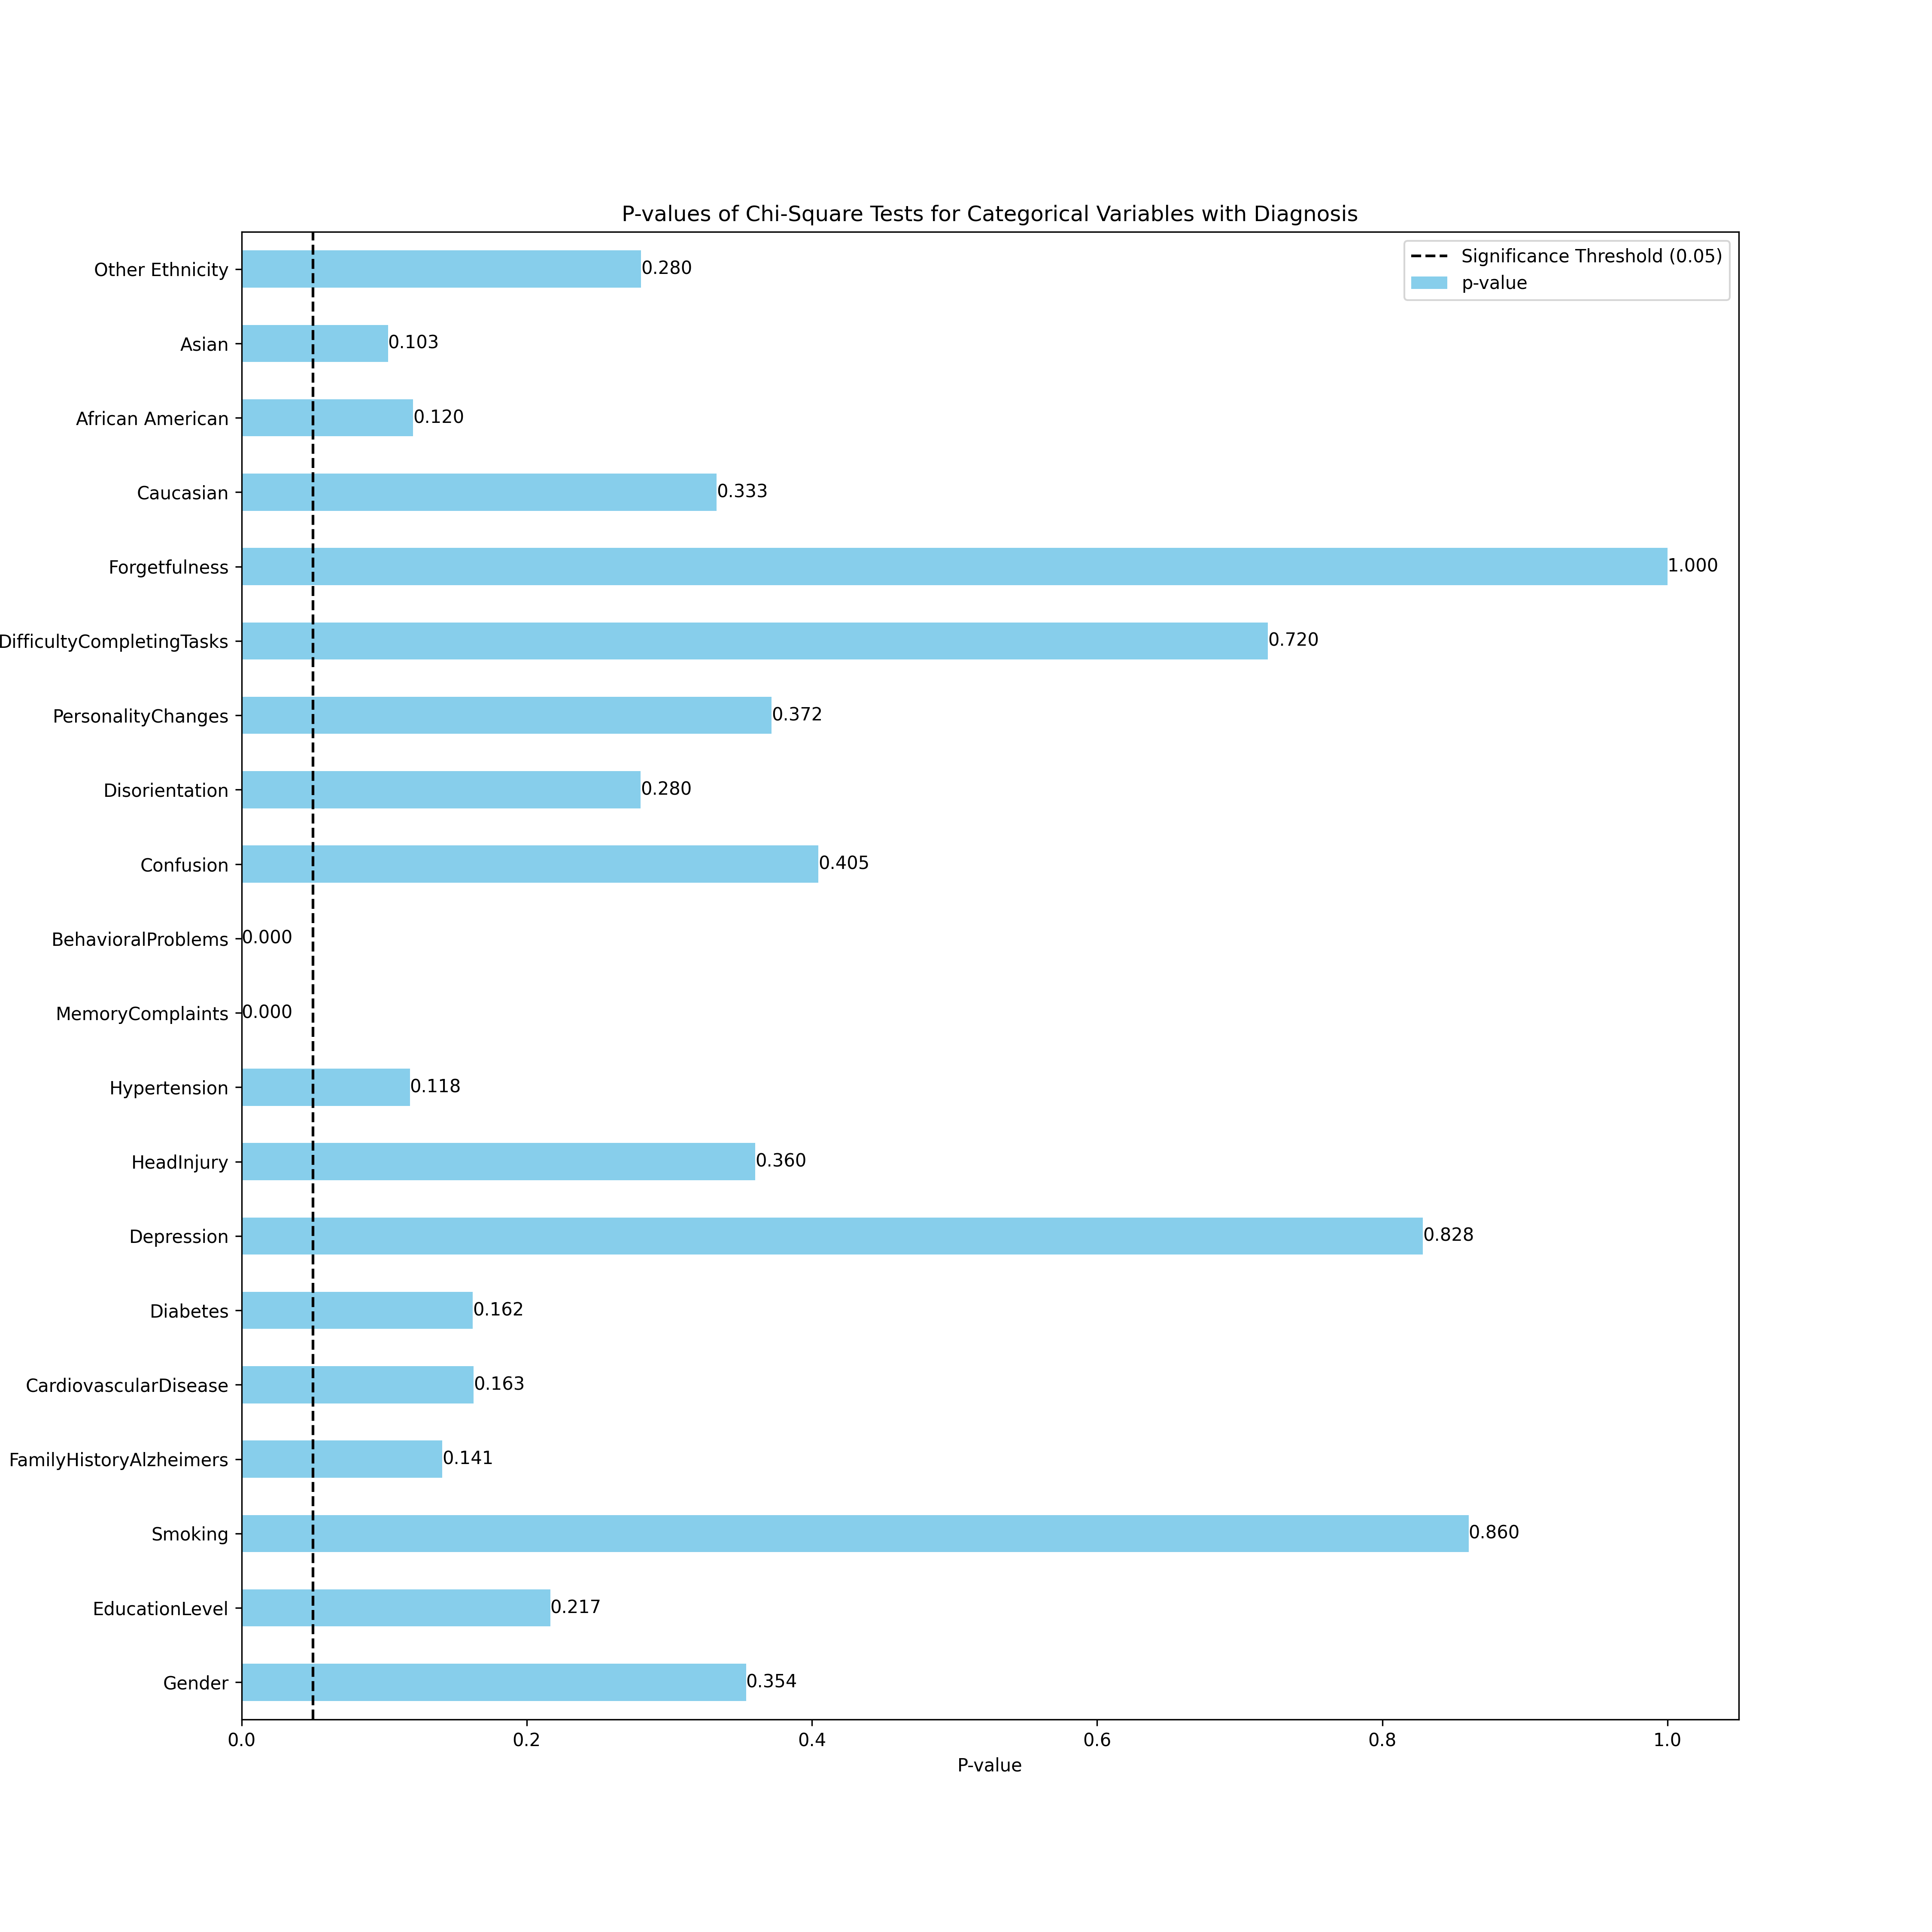 P-values of Chi-Square Tests for Categorical Variables with Diagnosis
Significance Threshold (0.05)
p-value
Other Ethnicity 0.280
Asian 0.103
African American 0.120
Caucasian 0.333
Forgetfulness 1.000
DifficultyCompletingTasks 0.720
PersonalityChanges 0.372
Disorientation 0.280
Confusion 0.405
BehavioralProblems 0.000
MemoryComplaints 0.000
Hypertension 0.118
HeadInjury 0.360
Depression 0.828
Diabetes 0.162
CardiovascularDisease 0.163
FamilyHistoryAlzheimers 0.141
Smoking 0.860
EducationLevel 0.217
Gender 0.354
0.0 0.2 0.4 0.6 0.8 1.0
P-value